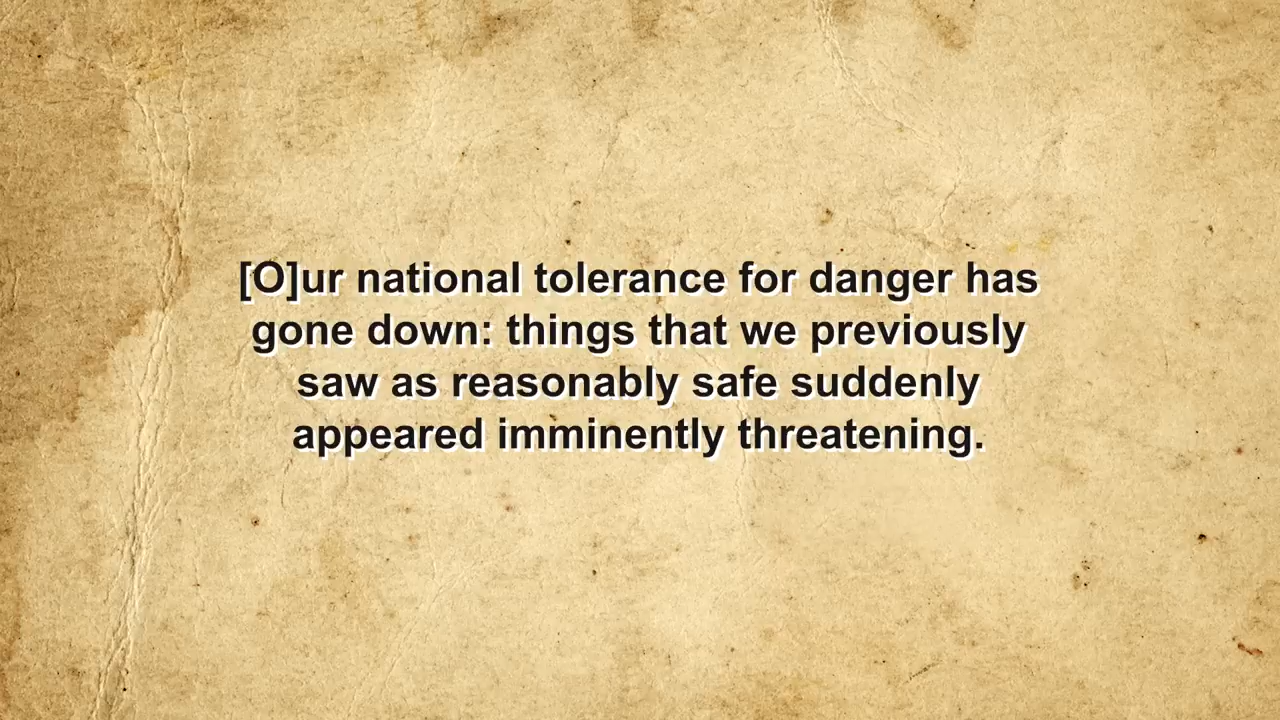 [O]ur national tolerance for danger has
gone down: things that we previously
saw as reasonably safe suddenly
appeared imminently threatening.